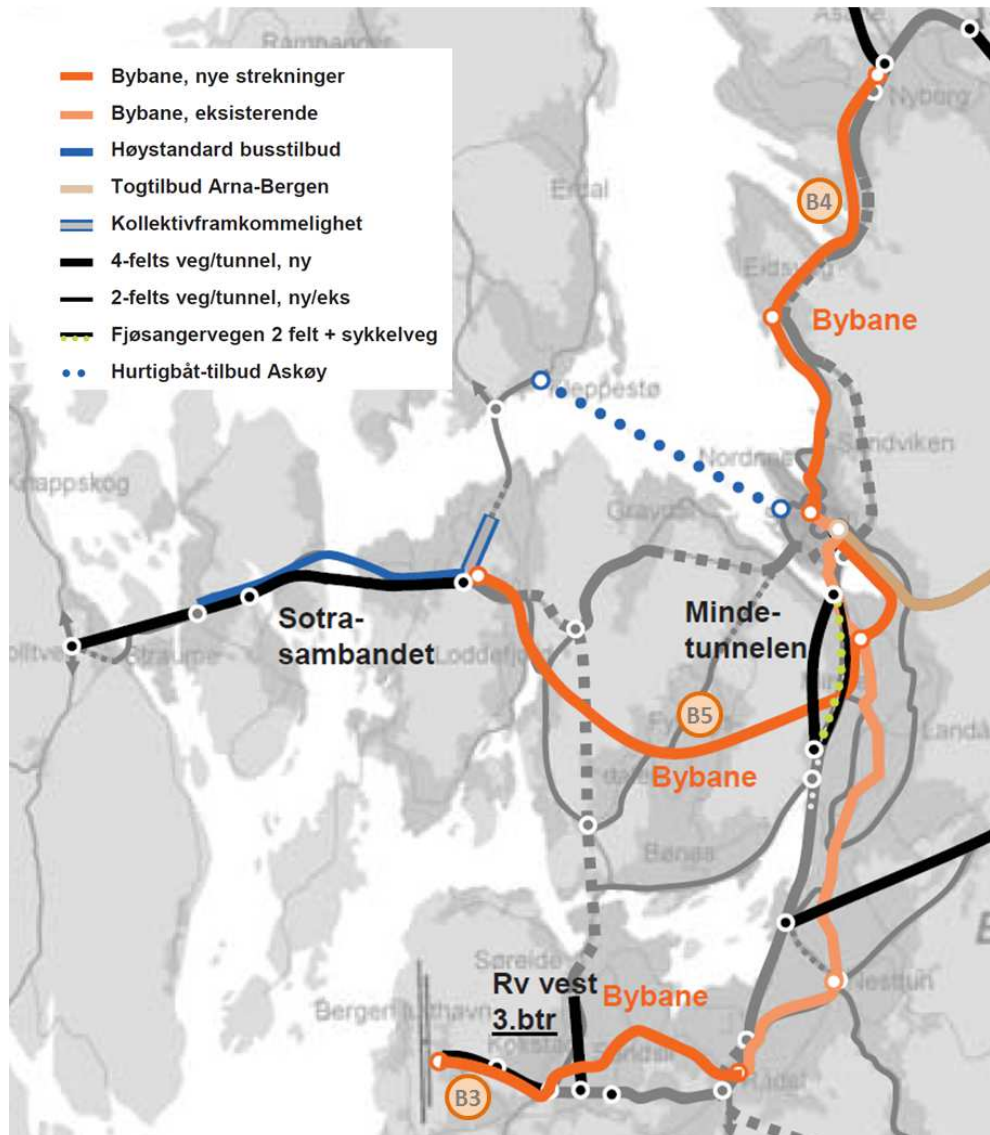 Bybane, nye strekninger
Bybane, eksisterende
Høystandard busstilbud
Togtilbud Arna-Bergen
Kollektivframkommelighet
4-felts veg/tunnel, ny
2-felts veg/tunnel, ny/eks
Fjøsangervegen 2 felt + sykkelveg
Hurtigbåt-tilbud Askøy
Nyborg
Erdal
B4
Eidsvåg
Bybane
Kleppestø
Nordnes
Sandviken
Knappskog
Gravdal
Straume
Sotra-
sambandet
Loddefjord
Minde-
tunnelen
B5
Bybane
Bønes
Søreide
Rv vest
3.btr
Bybane
Nesttun
Bergen lufthavn
Kokstad
Sandsli
Rådal
B3